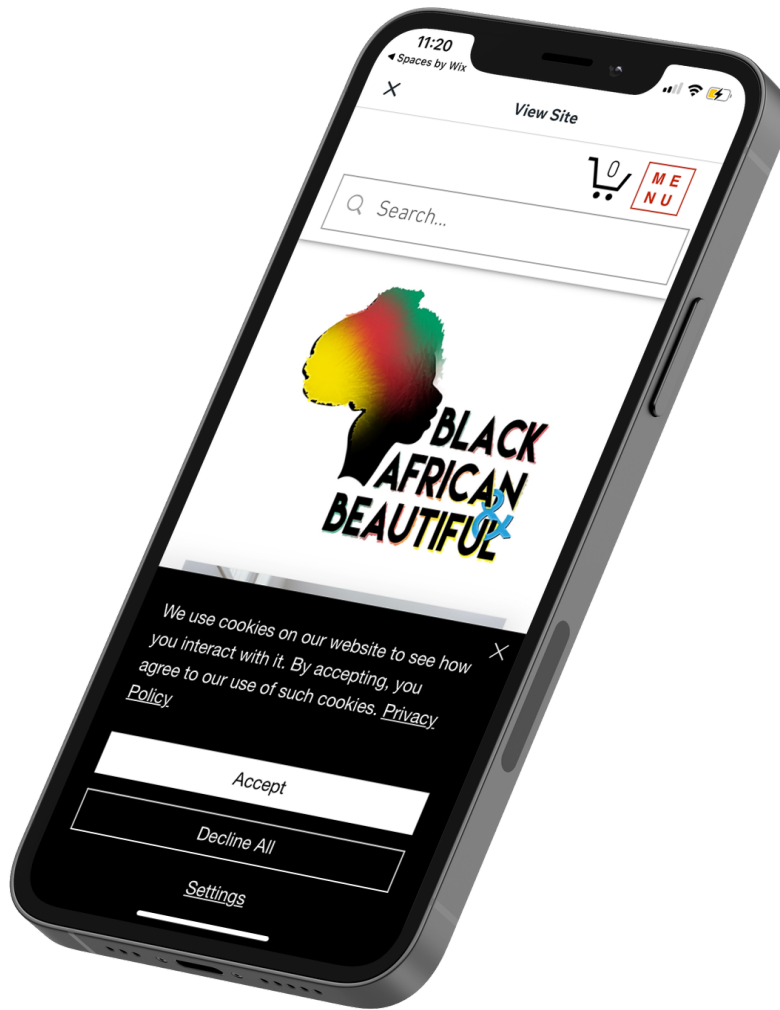 11:20
◀ Spaces by Wix
View Site
0
ME
NU
Search...
BLACK
AFRICAN
&
BEAUTIFUL
We use cookies on our website to see how
you interact with it. By accepting, you
agree to our use of such cookies. Privacy
Policy
Accept
Decline All
Settings